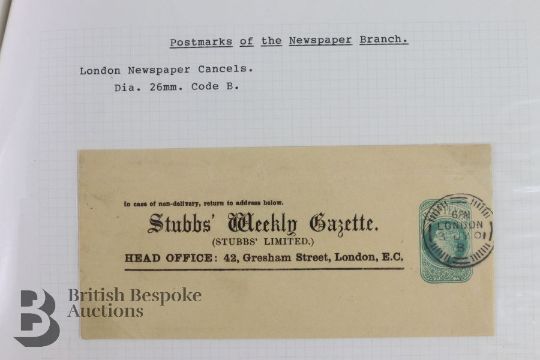 Postmarks of the Newspaper Branch.
London Newspaper Cancels.
Dia. 26mm. Code B.
In case of non-delivery, return to address below.
Stubbs' Weekly Gazette.
(STUBBS' LIMITED.)
HEAD OFFICE: 42, Gresham Street, London, E.C.
6PM
LONDON
01
British Bespoke
Auctions